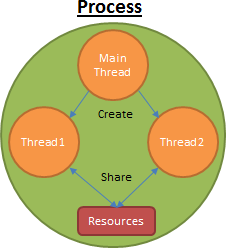 Process
Main
Thread
Create
Thread1
Thread2
Share
Resources